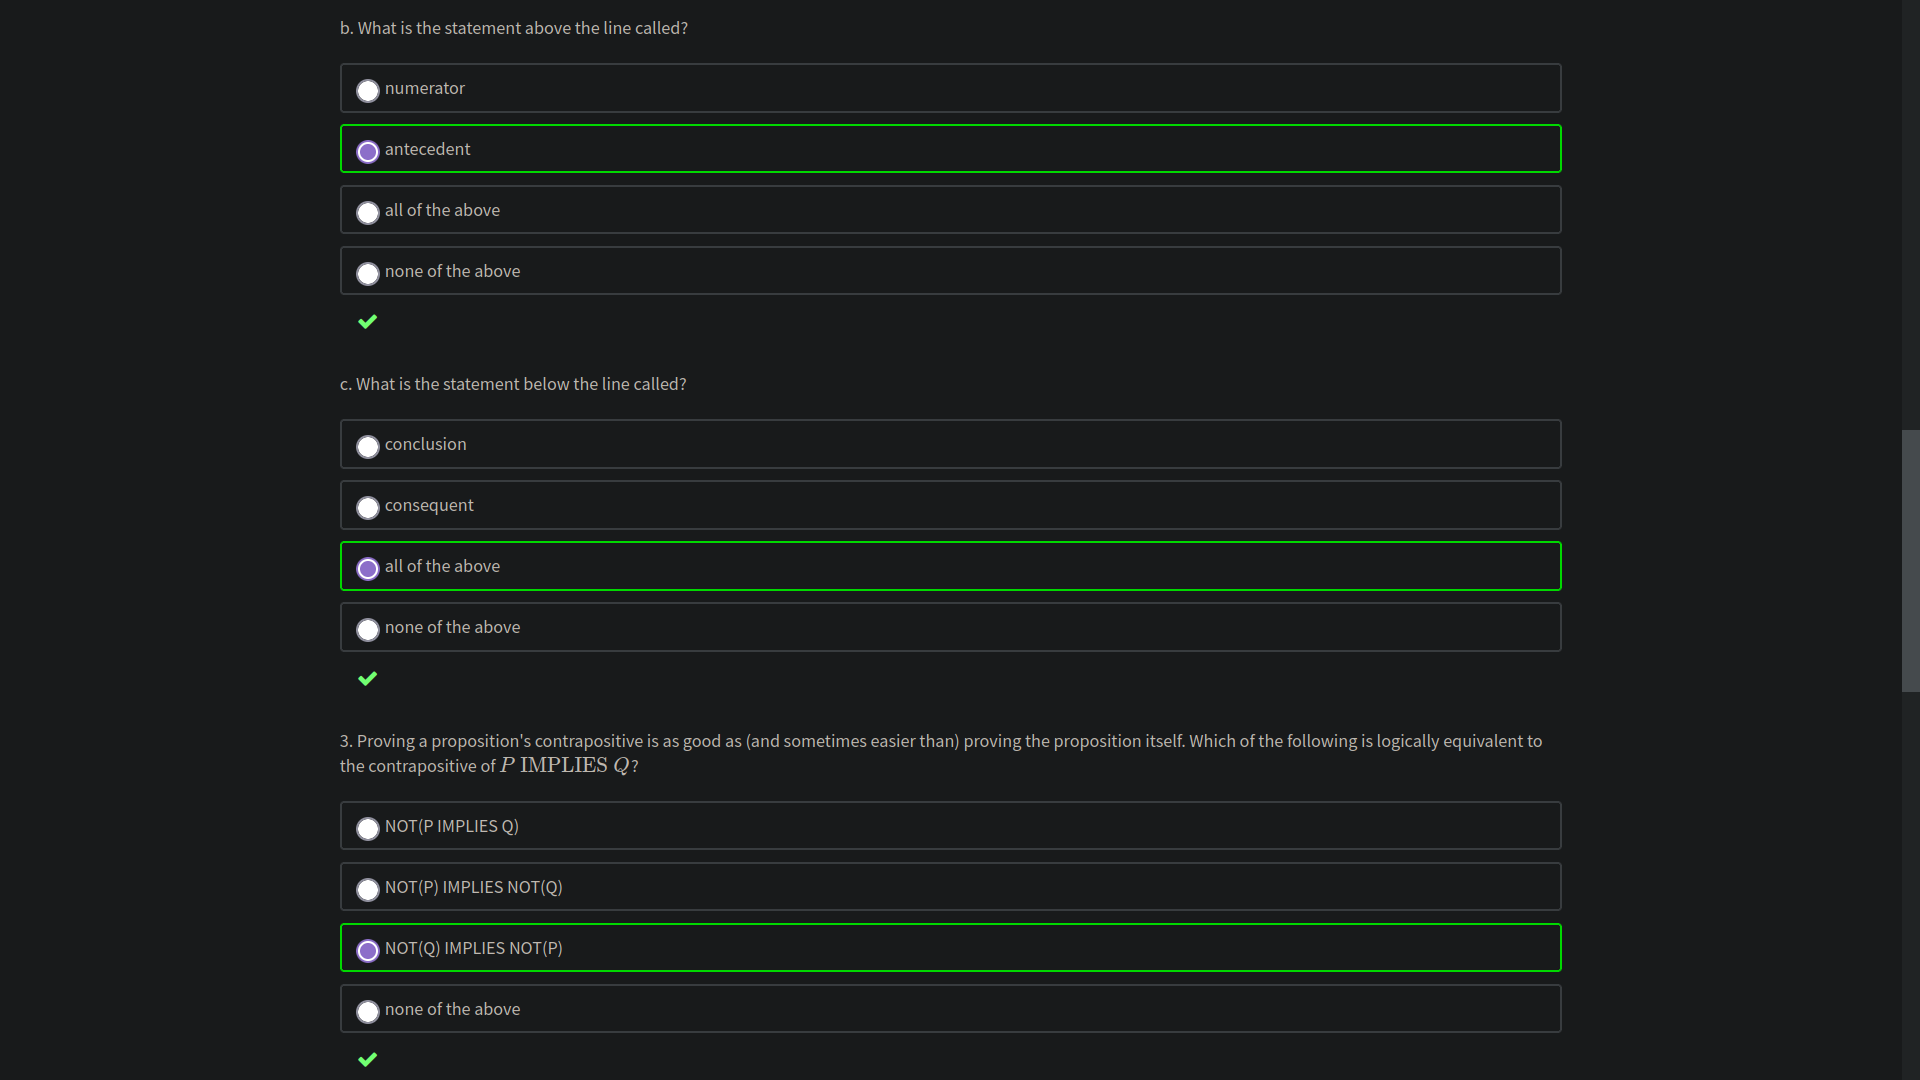 b. What is the statement above the line called?
numerator
antecedent
all of the above
none of the above
c. What is the statement below the line called?
conclusion
consequent
all of the above
none of the above
3. Proving a proposition's contrapositive is as good as (and sometimes easier than) proving the proposition itself. Which of the following is logically equivalent to
the contrapositive of P IMPLIES Q?
NOT(P IMPLIES Q)
NOT(P) IMPLIES NOT(Q)
NOT(Q) IMPLIES NOT(P)
none of the above